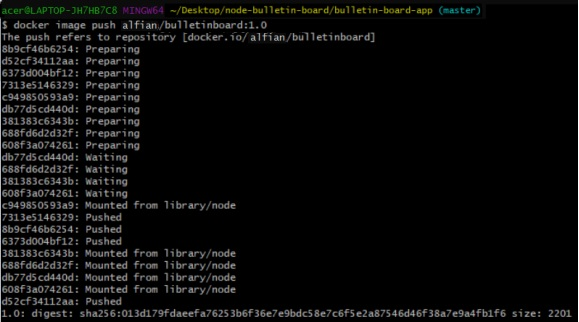 acer@LAPTOP-JH7HB7C8 MINGW64 ~/Desktop/node-bulletin-board/bulletin-board-app (master)
$ docker image push alfian/bulletinboard:1.0
The push refers to repository [docker.io/alfian/bulletinboard]
8b9cf46b6254: Preparing
d52cf34112aa: Preparing
6373d004bf12: Preparing
7313e5146329: Preparing
c949850593a9: Preparing
db77d5cd440d: Preparing
381383c6343b: Preparing
688fd6d2d32f: Preparing
608f3a074261: Preparing
db77d5cd440d: Waiting
688fd6d2d32f: Waiting
381383c6343b: Waiting
608f3a074261: Waiting
c949850593a9: Mounted from library/node
7313e5146329: Pushed
8b9cf46b6254: Pushed
6373d004bf12: Pushed
381383c6343b: Mounted from library/node
688fd6d2d32f: Mounted from library/node
db77d5cd440d: Mounted from library/node
608f3a074261: Mounted from library/node
d52cf34112aa: Pushed
1.0: digest: sha256:013d179fdaeefa76253b6f36e7e9bdc58e7c6f5e2a87546d46f38a7e9a4fb1f6 size: 2201